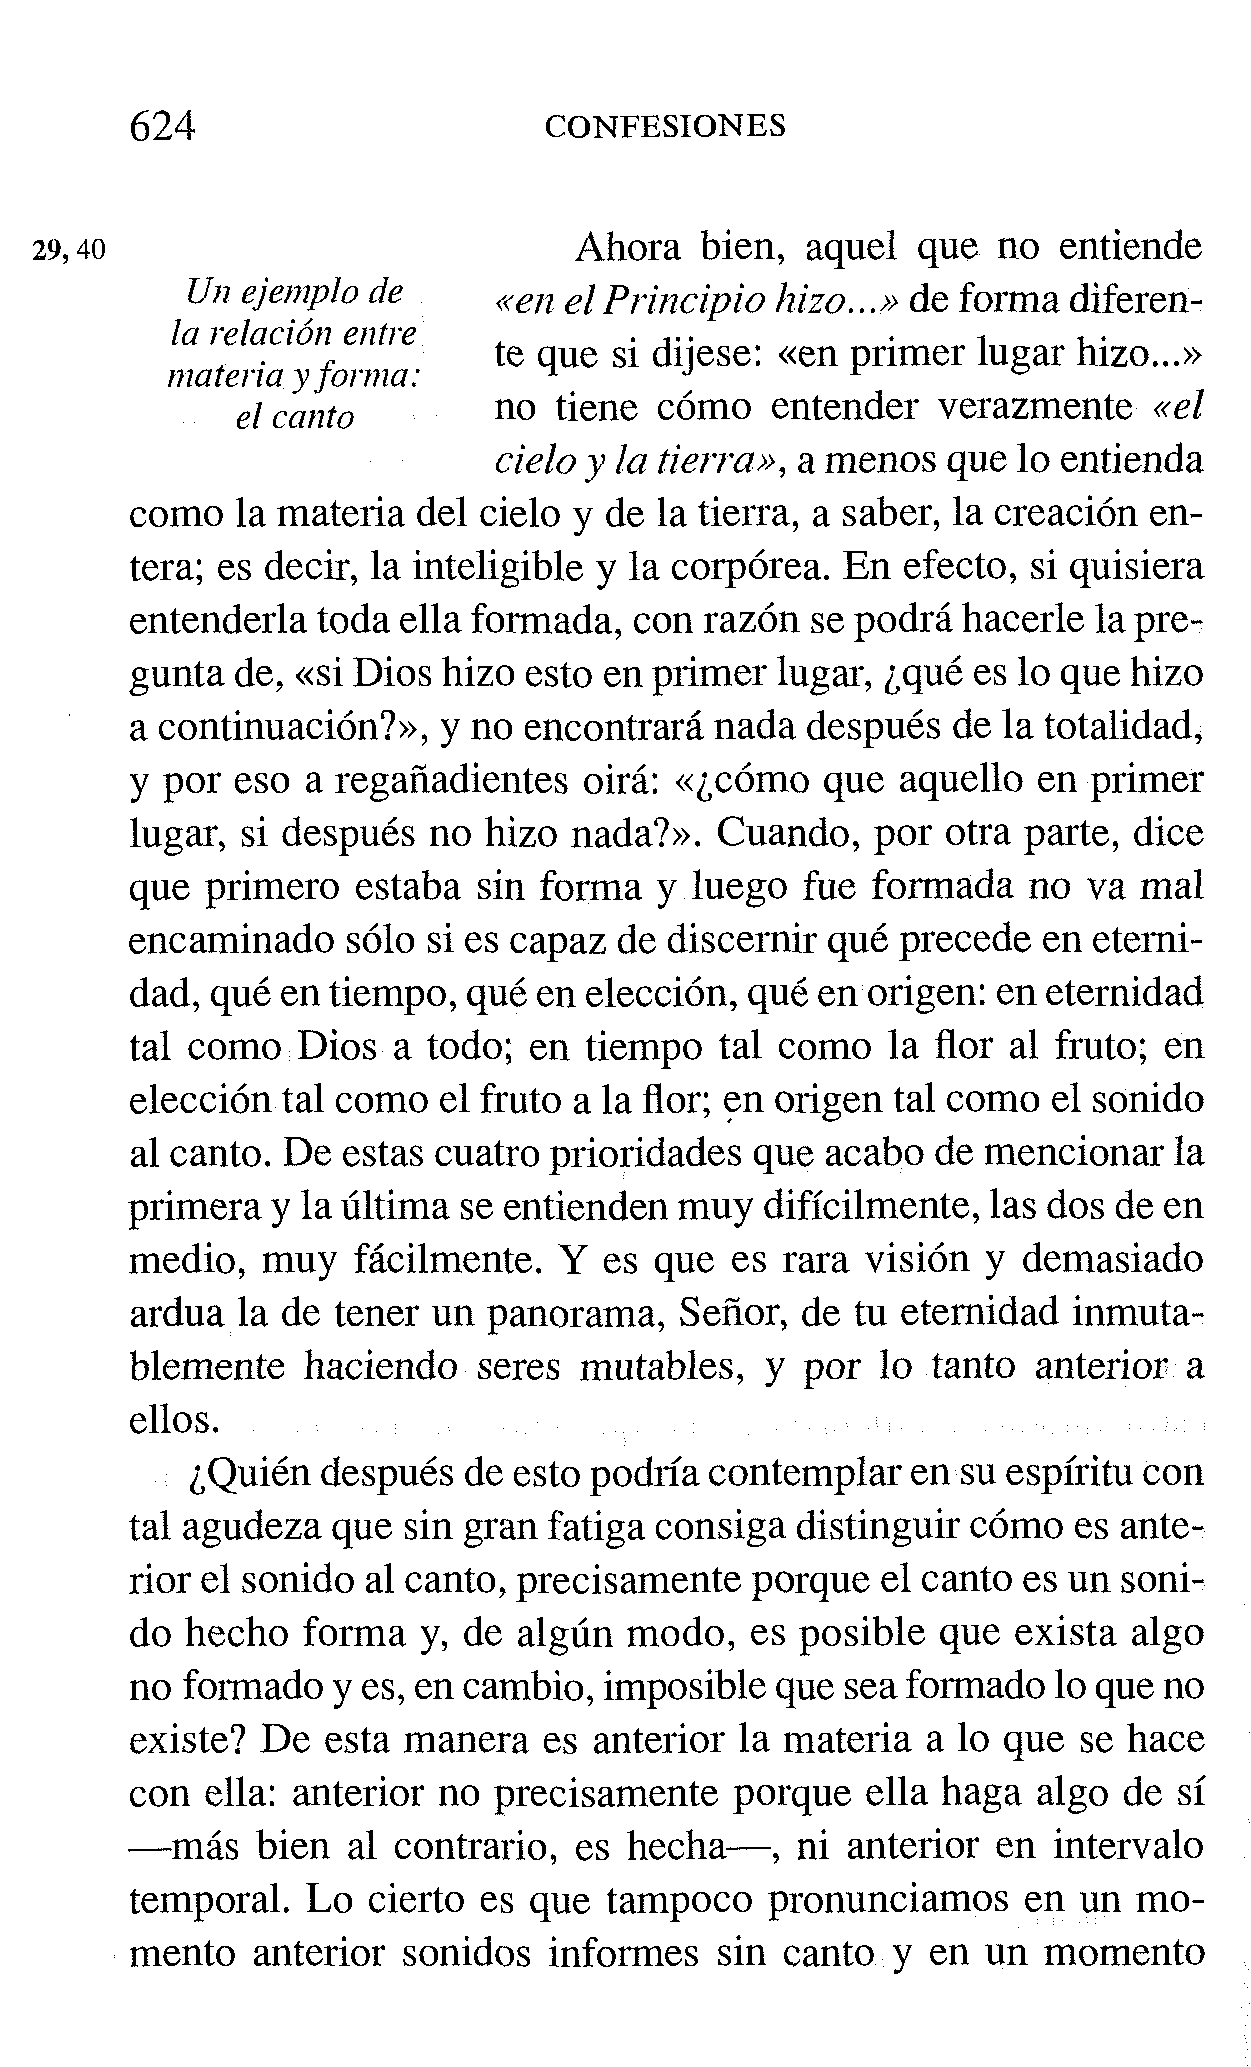 624 CONFESIONES
29, 40
Un ejemplo de
la relación entre
materia y forma:
el canto
Ahora bien, aquel que no entiende
«en el Principio hizo...» de forma diferen-
te que si dijese: «en primer lugar hizo...»
no tiene cómo entender verazmente «el
cielo y la tierra», a menos que lo entienda
como la materia del cielo y de la tierra, a saber, la creación en-
tera; es decir, la inteligible y la corpórea. En efecto, si quisiera
entenderla toda ella formada, con razón se podrá hacerle la pre-
gunta de, «si Dios hizo esto en primer lugar, ¿qué es lo que hizo
a continuación?», y no encontrará nada después de la totalidad,
y por eso a regañadientes oirá: «¿cómo que aquello en primer
lugar, si después no hizo nada?». Cuando, por otra parte, dice
que primero estaba sin forma y luego fue formada no va mal
encaminado sólo si es capaz de discernir qué precede en eterni-
dad, qué en tiempo, qué en elección, qué en origen: en eternidad
tal como Dios a todo; en tiempo tal como la flor al fruto; en
elección tal como el fruto a la flor; en origen tal como el sonido
al canto. De estas cuatro prioridades que acabo de mencionar la
primera y la última se entienden muy difícilmente, las dos de en
medio, muy fácilmente. Y es que es rara visión y demasiado
ardua la de tener un panorama, Señor, de tu eternidad inmuta-
blemente haciendo seres mutables, y por lo tanto anterior a
ellos.
¿Quién después de esto podría contemplar en su espíritu con
tal agudeza que sin gran fatiga consiga distinguir cómo es ante-
rior el sonido al canto, precisamente porque el canto es un soni-
do hecho forma y, de algún modo, es posible que exista algo
no formado y es, en cambio, imposible que sea formado lo que no
existe? De esta manera es anterior la materia a lo que se hace
con ella: anterior no precisamente porque ella haga algo de sí
—más bien al contrario, es hecha—, ni anterior en intervalo
temporal. Lo cierto es que tampoco pronunciamos en un mo-
mento anterior sonidos informes sin canto y en un momento